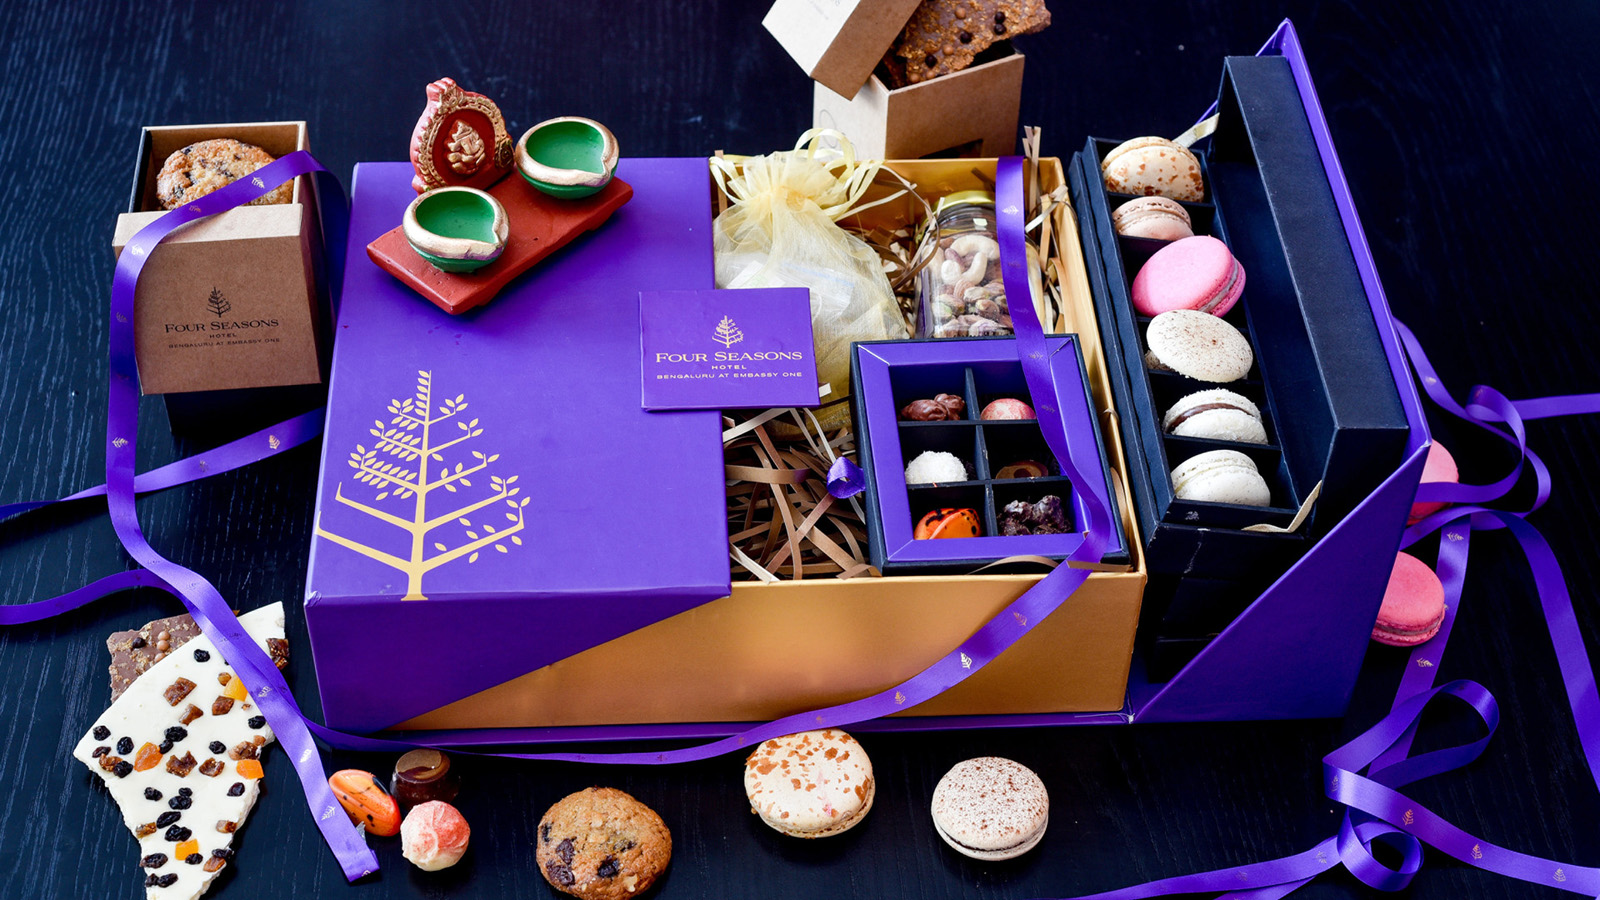 FOUR SEASONS
HOTEL
BENGALURU AT EMBASSY ONE
FOUR SEASONS
HOTEL
BENGALURU AT EMBASSY ONE